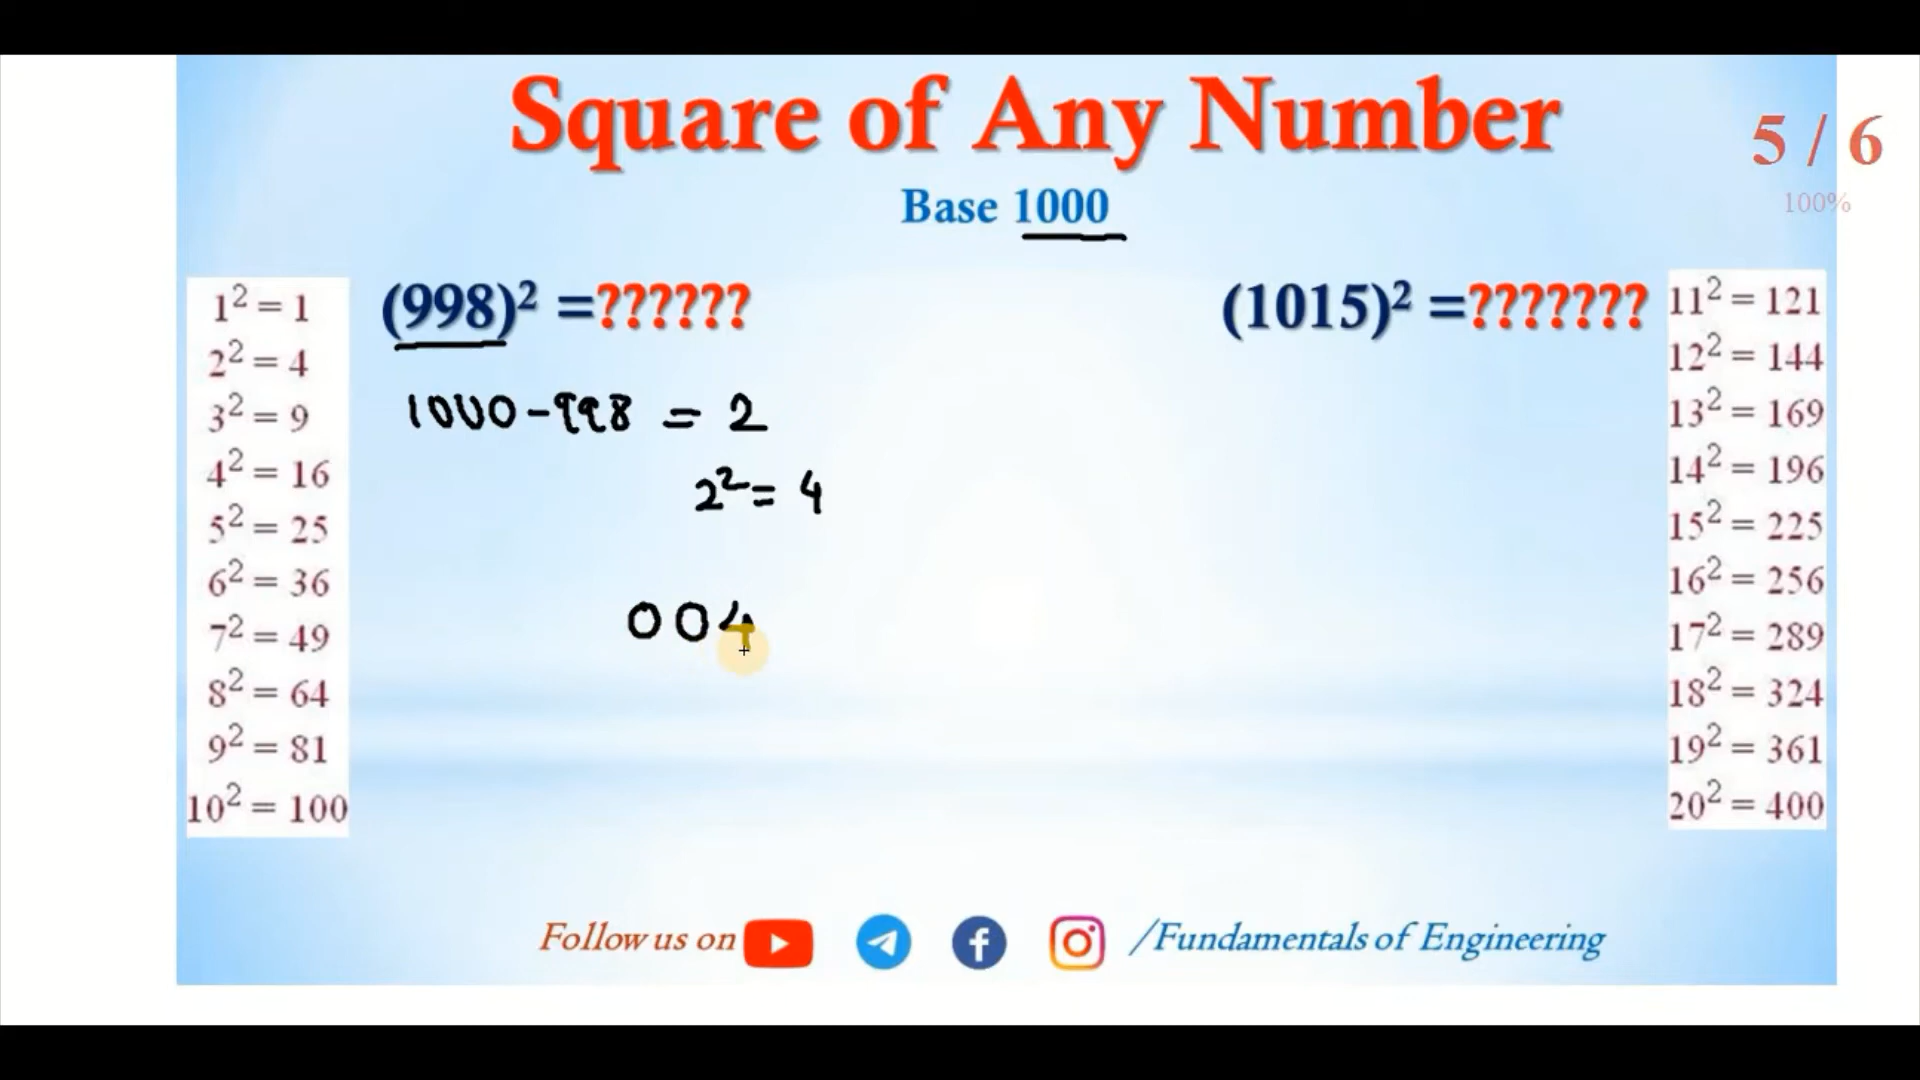 Square of Any Number
5 / 6
100%
Base 1000
(998)² =??????
(1015)² =???????
1² = 1
2² = 4
3² = 9
4² = 16
5² = 25
6² = 36
7² = 49
8² = 64
9² = 81
10² = 100
1000-998 = 2
2² = 4
004
11² = 121
12² = 144
13² = 169
14² = 196
15² = 225
16² = 256
17² = 289
18² = 324
19² = 361
20² = 400
Follow us on /Fundamentals of Engineering